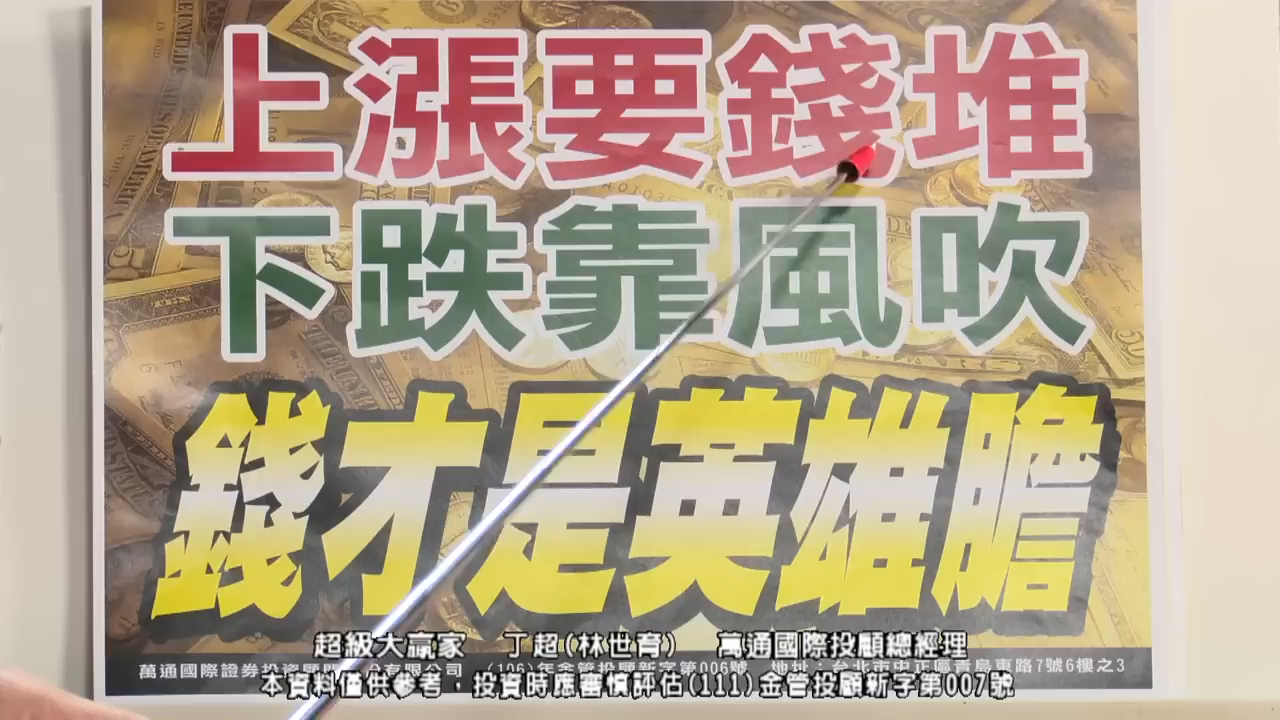 上漲要錢堆
下跌靠風吹
錢才是英雄膽
超級大贏家 丁超(林世育) 萬通國際投顧總經理
萬通國際證券投資顧問 份有限公司 (106)年金管投顧新字第006號 地址：台北市中正區青島東路7號6樓之3
本資料僅供參考，投資時應審慎評估(111)金管投顧新字第007號